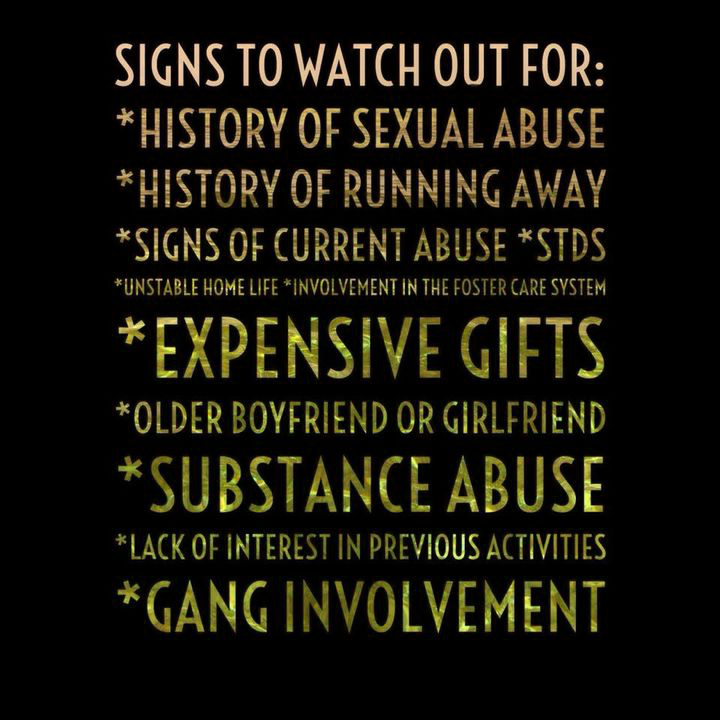 SIGNS TO WATCH OUT FOR:
*HISTORY OF SEXUAL ABUSE
*HISTORY OF RUNNING AWAY
*SIGNS OF CURRENT ABUSE *STDS
*UNSTABLE HOME LIFE *INVOLVEMENT IN THE FOSTER CARE SYSTEM
*EXPENSIVE GIFTS
*OLDER BOYFRIEND OR GIRLFRIEND
*SUBSTANCE ABUSE
*LACK OF INTEREST IN PREVIOUS ACTIVITIES
*GANG INVOLVEMENT